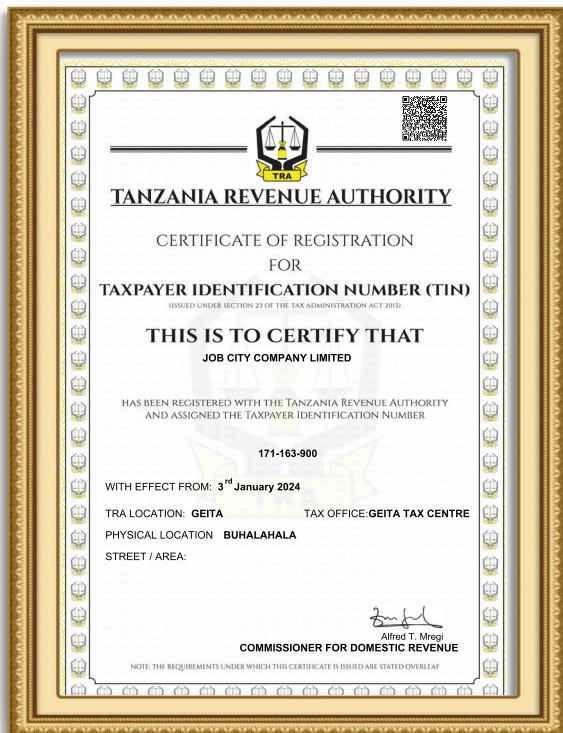 TRA
TANZANIA REVENUE AUTHORITY
CERTIFICATE OF REGISTRATION
FOR
TAXPAYER IDENTIFICATION NUMBER (TIN)
(ISSUED UNDER SECTION 23 OF THE TAX ADMINISTRATION ACT 2015)
THIS IS TO CERTIFY THAT
JOB CITY COMPANY LIMITED
HAS BEEN REGISTERED WITH THE TANZANIA REVENUE AUTHORITY
AND ASSIGNED THE TAXPAYER IDENTIFICATION NUMBER
171-163-900
WITH EFFECT FROM: 3rd January 2024
TRA LOCATION: GEITA TAX OFFICE:GEITA TAX CENTRE
PHYSICAL LOCATION BUHALAHALA
STREET / AREA:
Alfred T. Mregi
COMMISSIONER FOR DOMESTIC REVENUE
NOTE: THE REQUIREMENTS UNDER WHICH THIS CERTIFICATE IS ISSUED ARE STATED OVERLEAF